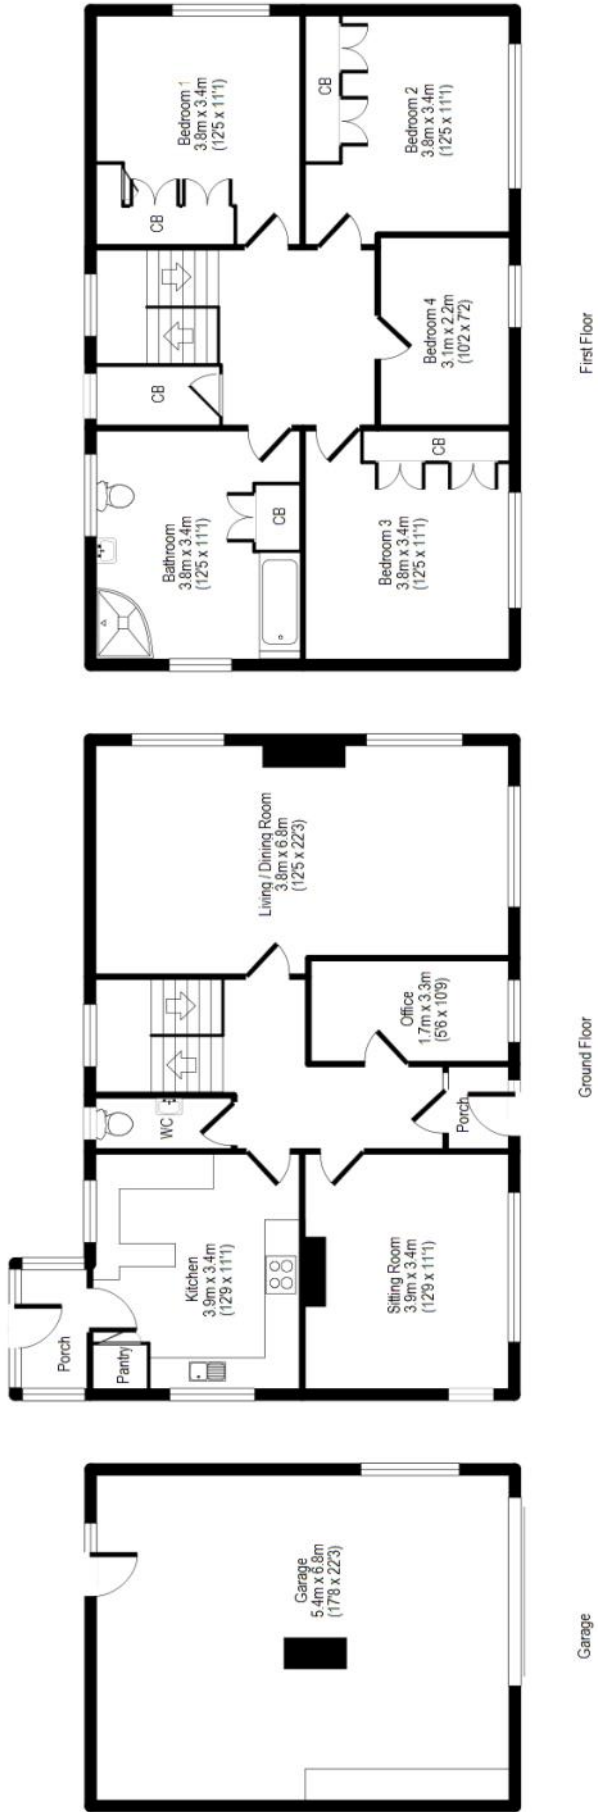 Garage
5.4m x 6.8m
(17'8 x 22'3)
Garage
Porch
Pantry
Kitchen
3.9m x 3.4m
(12'9 x 11'1)
WC
Sitting Room
3.9m x 3.4m
(12'9 x 11'1)
Porch
Office
1.7m x 3.3m
(5'6 x 10'9)
Living / Dining Room
3.8m x 6.8m
(12'5 x 22'3)
Ground Floor
Bathroom
3.8m x 3.4m
(12'5 x 11'1)
CB
CB
CB
Bedroom 1
3.8m x 3.4m
(12'5 x 11'1)
Bedroom 3
3.8m x 3.4m
(12'5 x 11'1)
CB
Bedroom 4
3.1m x 2.2m
(10'2 x 7'2)
CB
Bedroom 2
3.8m x 3.4m
(12'5 x 11'1)
First Floor